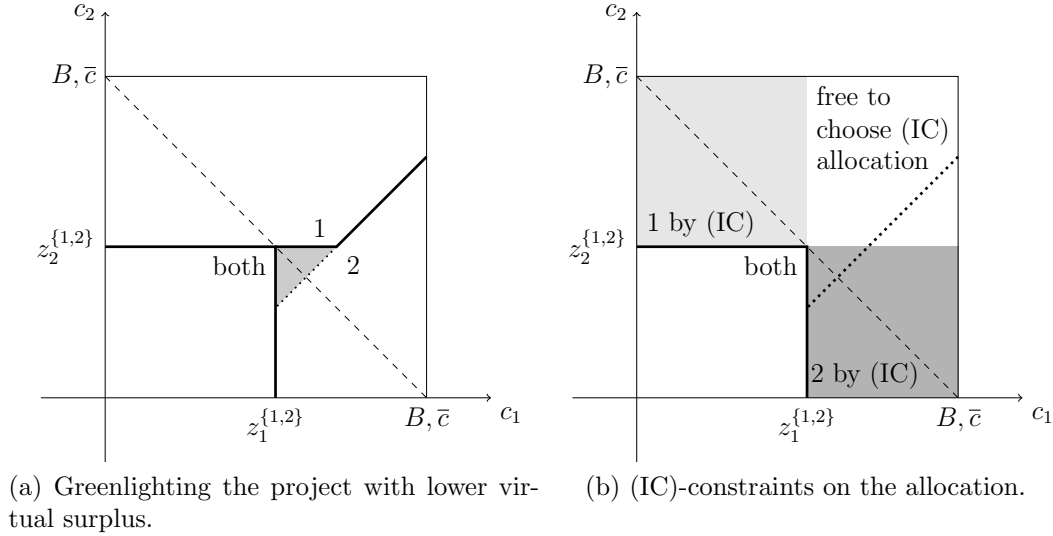 c₂
B, c̄
1
z₂^{1,2}
both
2
z₁^{1,2}
B, c̄
c₁
(a) Greenlighting the project with lower vir-
tual surplus.
c₂
B, c̄
free to
choose (IC)
allocation
1 by (IC)
z₂^{1,2}
both
2 by (IC)
z₁^{1,2}
B, c̄
c₁
(b) (IC)-constraints on the allocation.